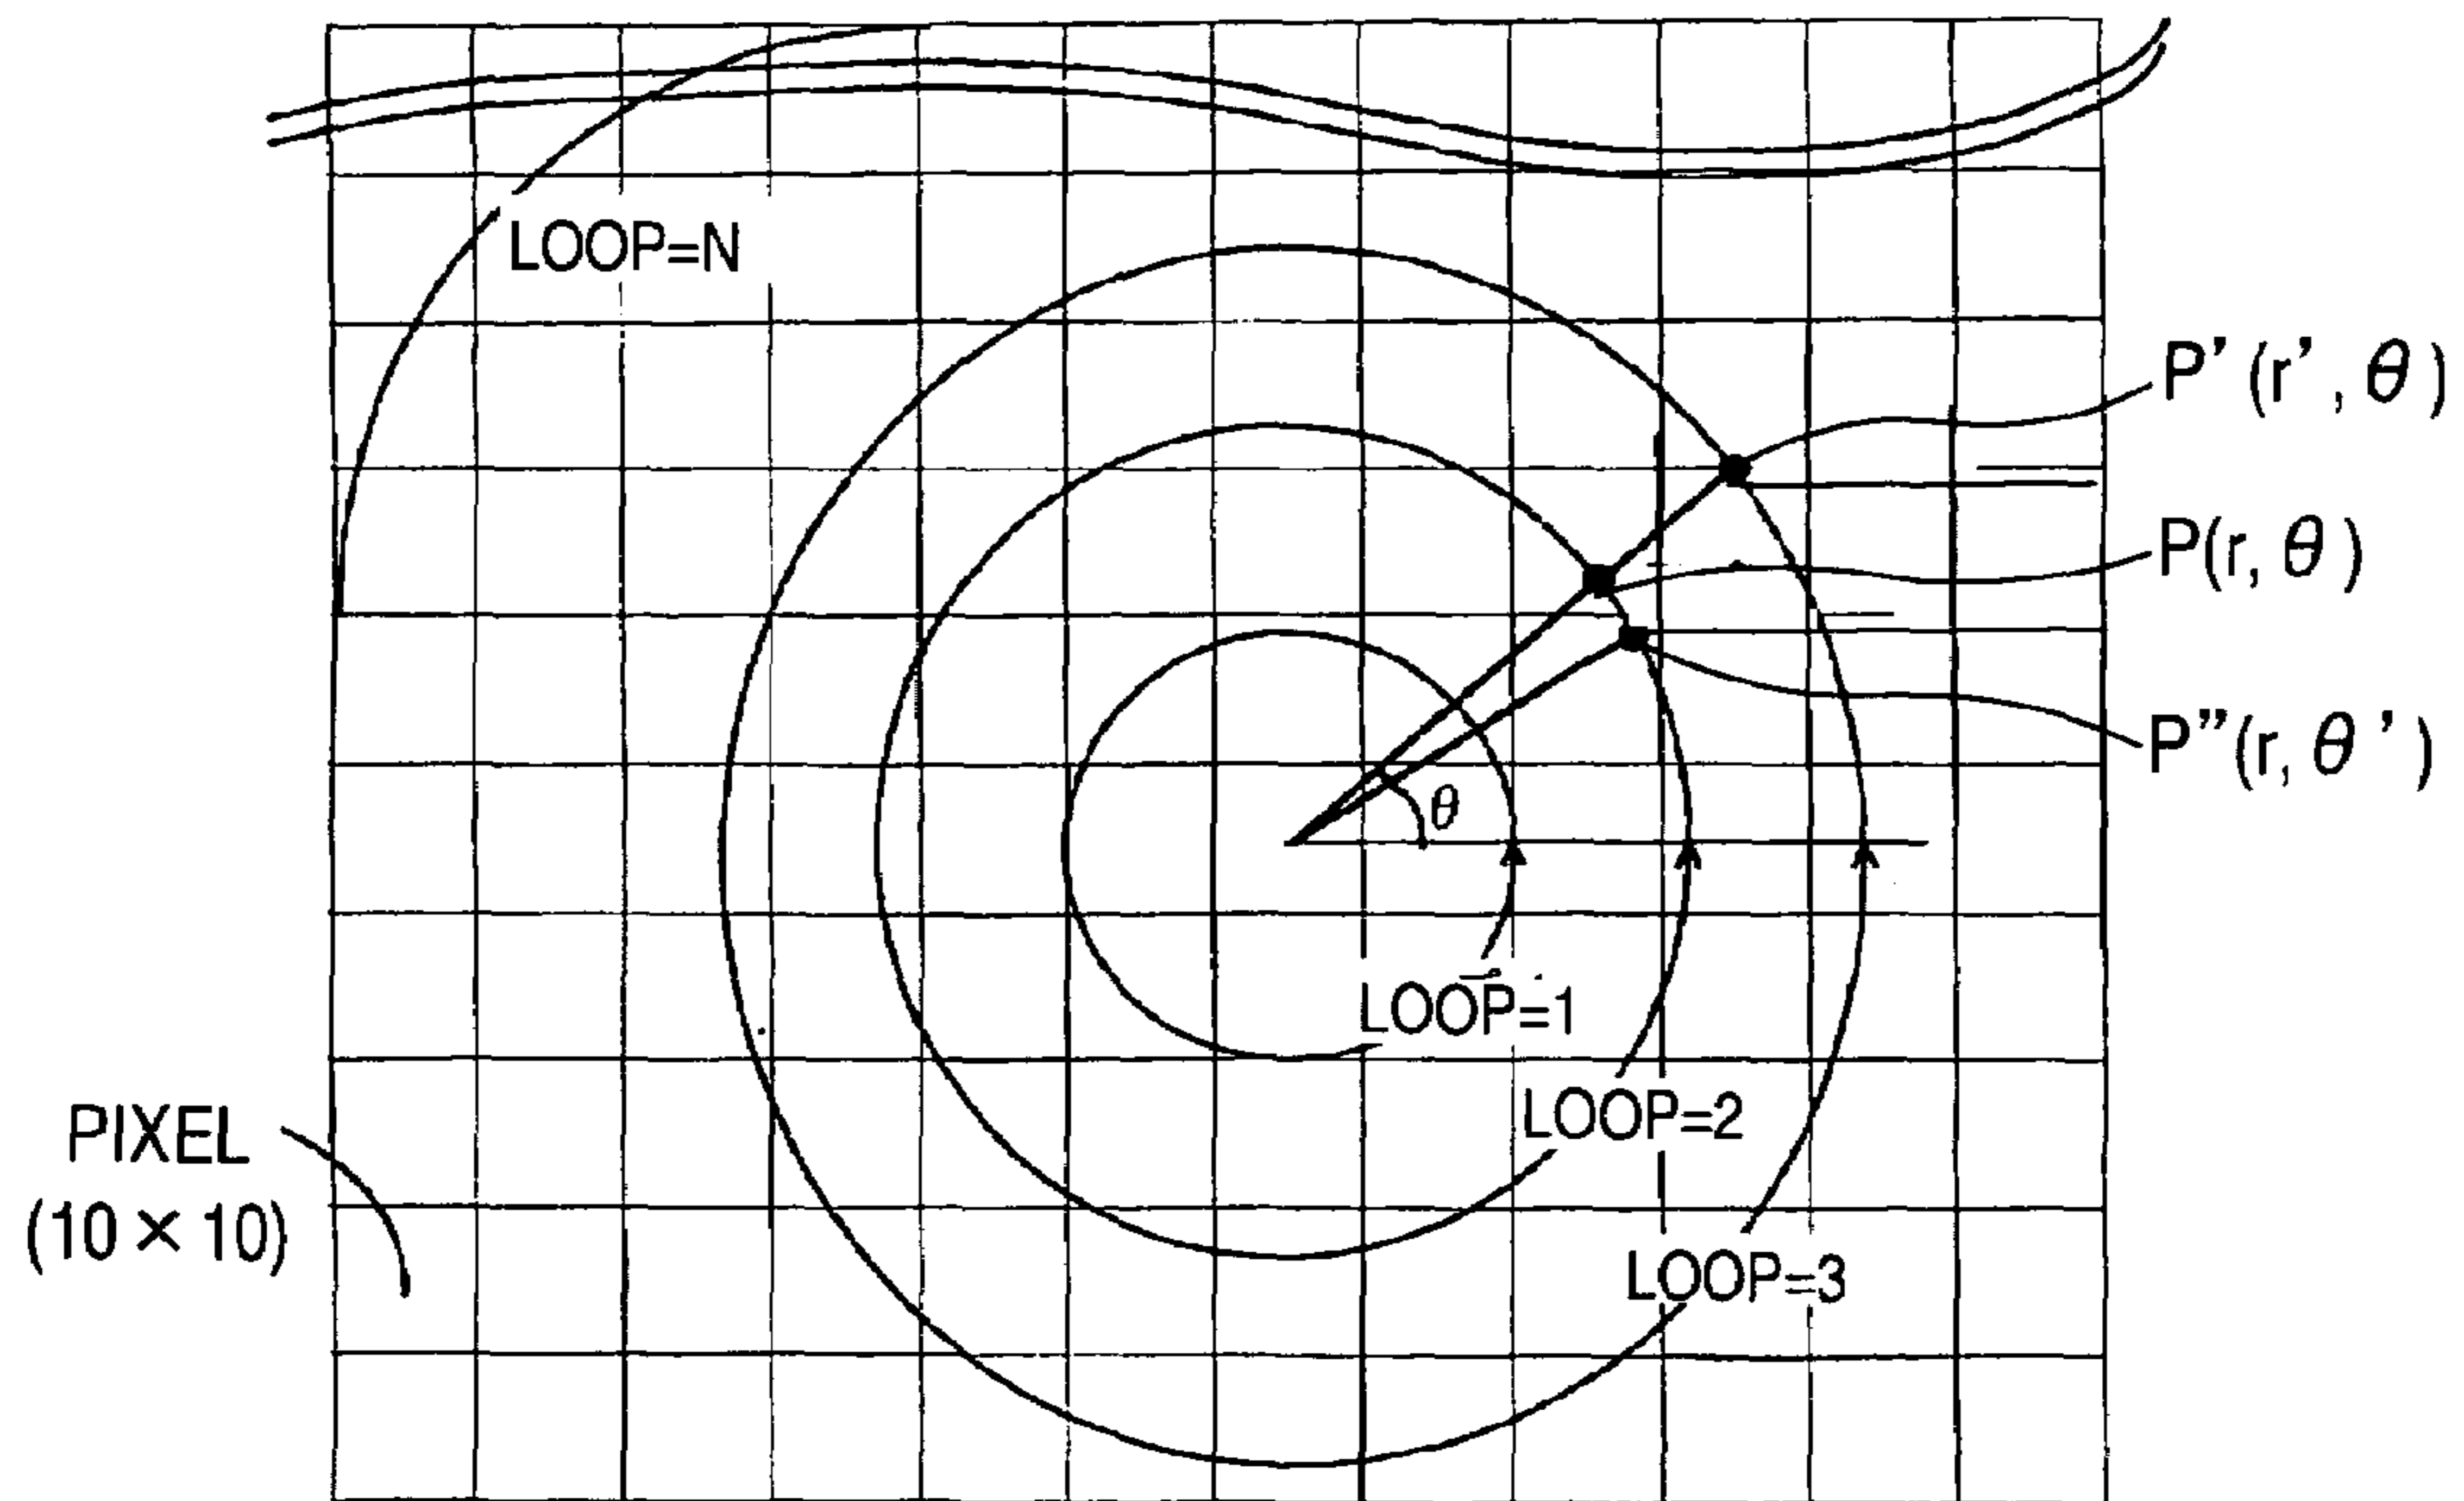 LOOP=N
P’(r’, θ)
P(r, θ)
P”(r, θ’)
θ
LOOP=1
LOOP=2
PIXEL
(10×10)
LOOP=3